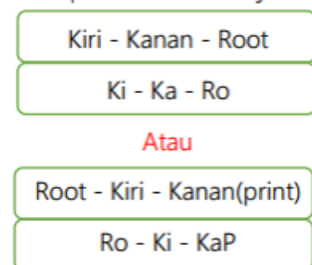 Kiri - Kanan - Root
Ki - Ka - Ro
Atau
Root - Kiri - Kanan(print)
Ro - Ki - KaP